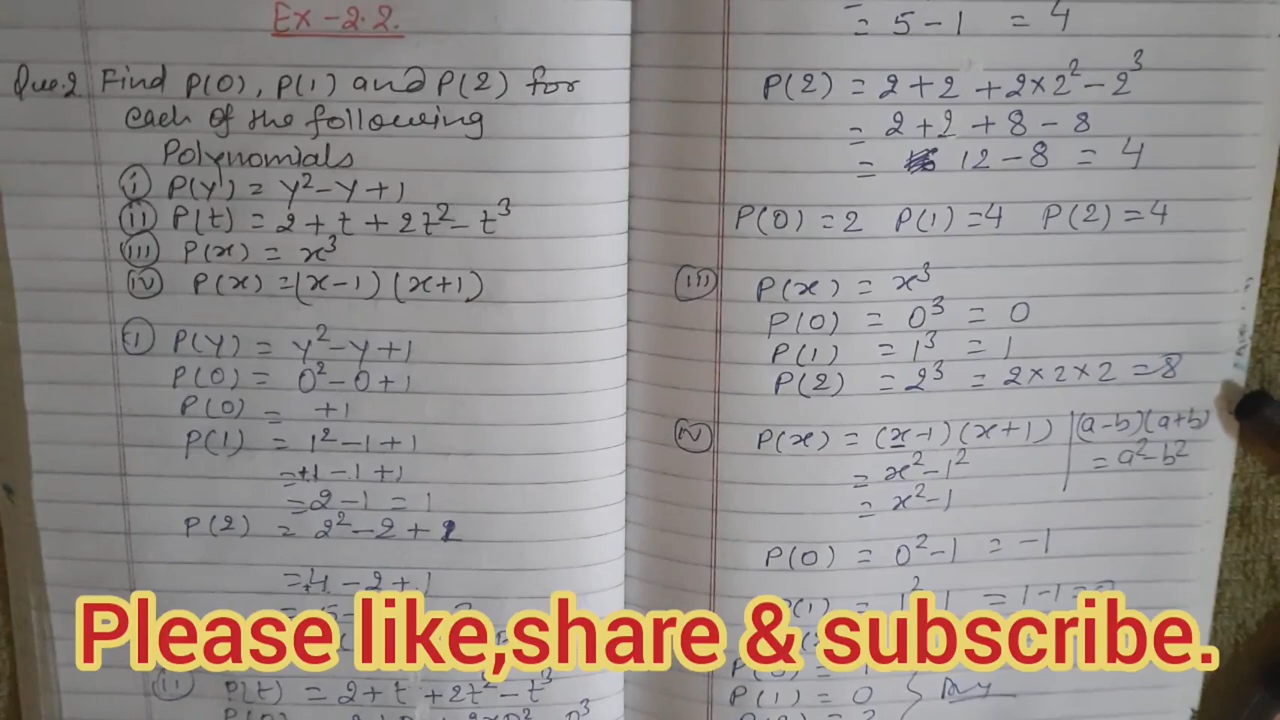 Ex-2.2.
Que.2 Find P(0), P(1) and P(2) for
each of the following
Polynomials
(i) P(y) = y²-y+1
(ii) P(t) = 2+t+2t²-t³
(iii) P(x) = x³
(iv) P(x) =(x-1)(x+1)
(i) P(y) = y²-y+1
P(0) = 0²-0+1
P(0) = +1
P(1) = 1²-1+1
=+1-1+1
=2-1 = 1
P(2) = 2²-2+1
=4-2+1
(ii) P(t) = 2+t+2t²-t³
= 5-1 = 4
P(2) = 2+2+2×2²-2³
= 2+2+8-8
= 12-8 = 4
P(0)=2 P(1)=4 P(2)=4
(iii) P(x) = x³
P(0) = 0³ = 0
P(1) = 1³ = 1
P(2) = 2³ = 2×2×2 =8
(iv) P(x) = (x-1)(x+1) (a-b)(a+b)
= x²-1² = a²-b²
= x²-1
P(0) = 0²-1 = -1
P(1) = 0
Please like,share & subscribe.